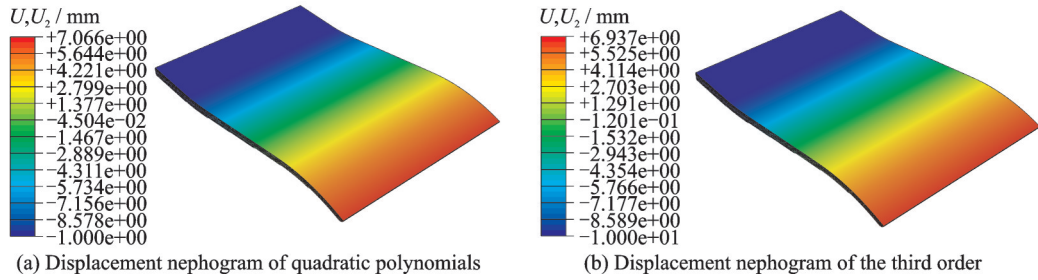 U,U₂ / mm
+7.066e+00
+5.644e+00
+4.221e+00
+2.799e+00
+1.377e+00
−4.504e−02
−1.467e+00
−2.889e+00
−4.311e+00
−5.734e+00
−7.156e+00
−8.578e+00
−1.000e+00
(a) Displacement nephogram of quadratic polynomials
U,U₂ / mm
+6.937e+00
+5.525e+00
+4.114e+00
+2.703e+00
+1.291e+00
−1.201e−01
−1.532e+00
−2.943e+00
−4.354e+00
−5.766e+00
−7.177e+00
−8.589e+00
−1.000e+01
(b) Displacement nephogram of the third order